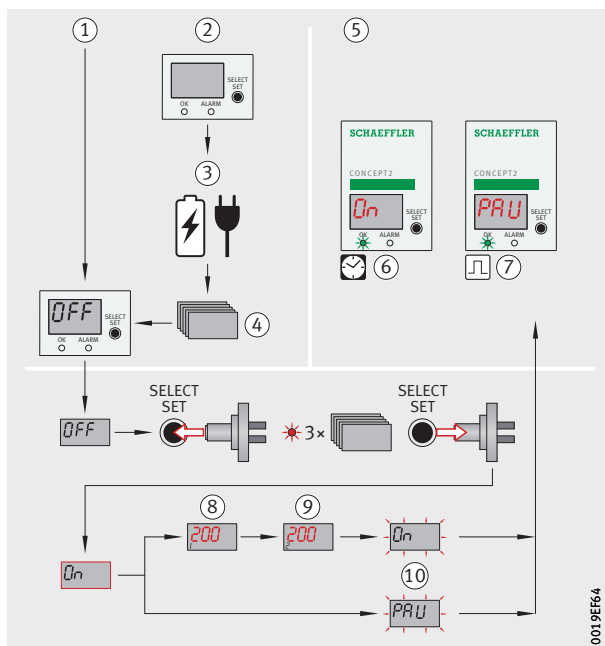 1
2
5
SELECT
SET
OK ALARM
3
SCHAEFFLER
CONCEPT2
On
SELECT
SET
OK ALARM
6
SCHAEFFLER
CONCEPT2
PAU
SELECT
SET
OK ALARM
7
4
OFF
SELECT
SET
OK ALARM
OFF
SELECT
SET
3×
SELECT
SET
8
9
200
1
200
2
On
On
10
PAU
0019EF64